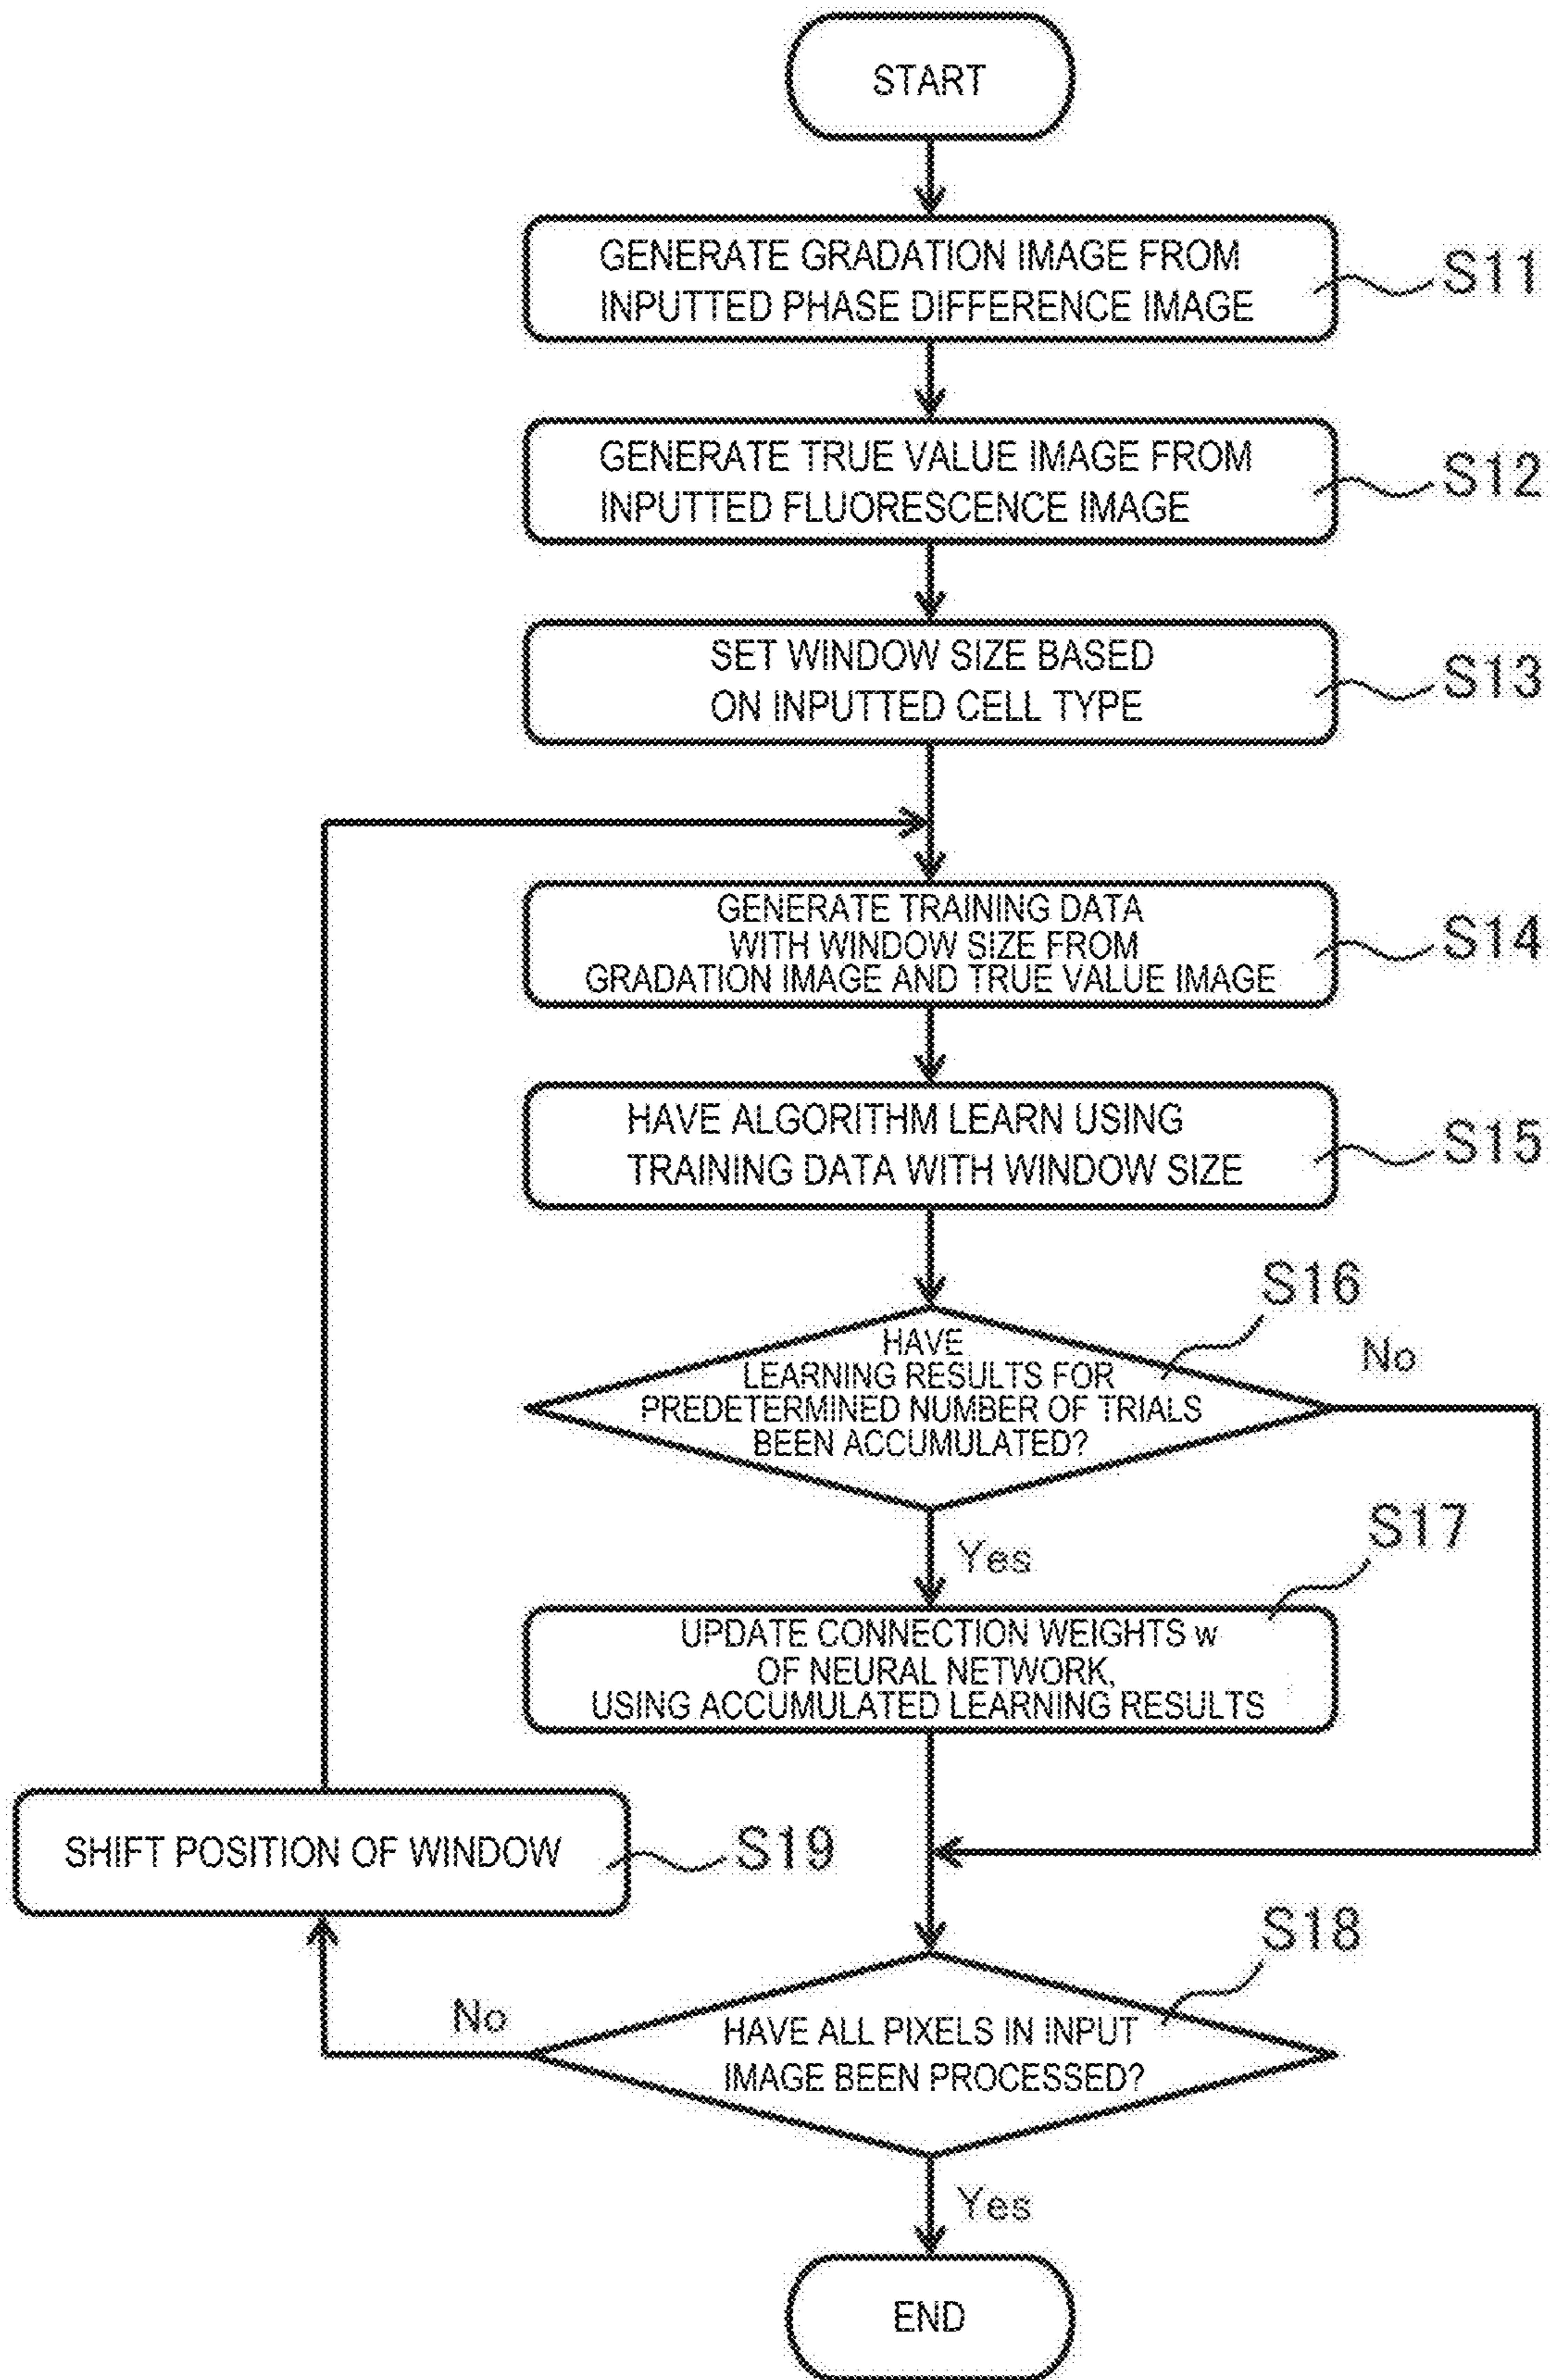 START
GENERATE GRADATION IMAGE FROM
INPUTTED PHASE DIFFERENCE IMAGE
S11
GENERATE TRUE VALUE IMAGE FROM
INPUTTED FLUORESCENCE IMAGE
S12
SET WINDOW SIZE BASED
ON INPUTTED CELL TYPE
S13
GENERATE TRAINING DATA
WITH WINDOW SIZE FROM
GRADATION IMAGE AND TRUE VALUE IMAGE
S14
HAVE ALGORITHM LEARN USING
TRAINING DATA WITH WINDOW SIZE
S15
S16
HAVE
LEARNING RESULTS FOR
PREDETERMINED NUMBER OF TRIALS
BEEN ACCUMULATED?
No
Yes
S17
UPDATE CONNECTION WEIGHTS w
OF NEURAL NETWORK,
USING ACCUMULATED LEARNING RESULTS
SHIFT POSITION OF WINDOW
S19
S18
No
HAVE ALL PIXELS IN INPUT
IMAGE BEEN PROCESSED?
Yes
END